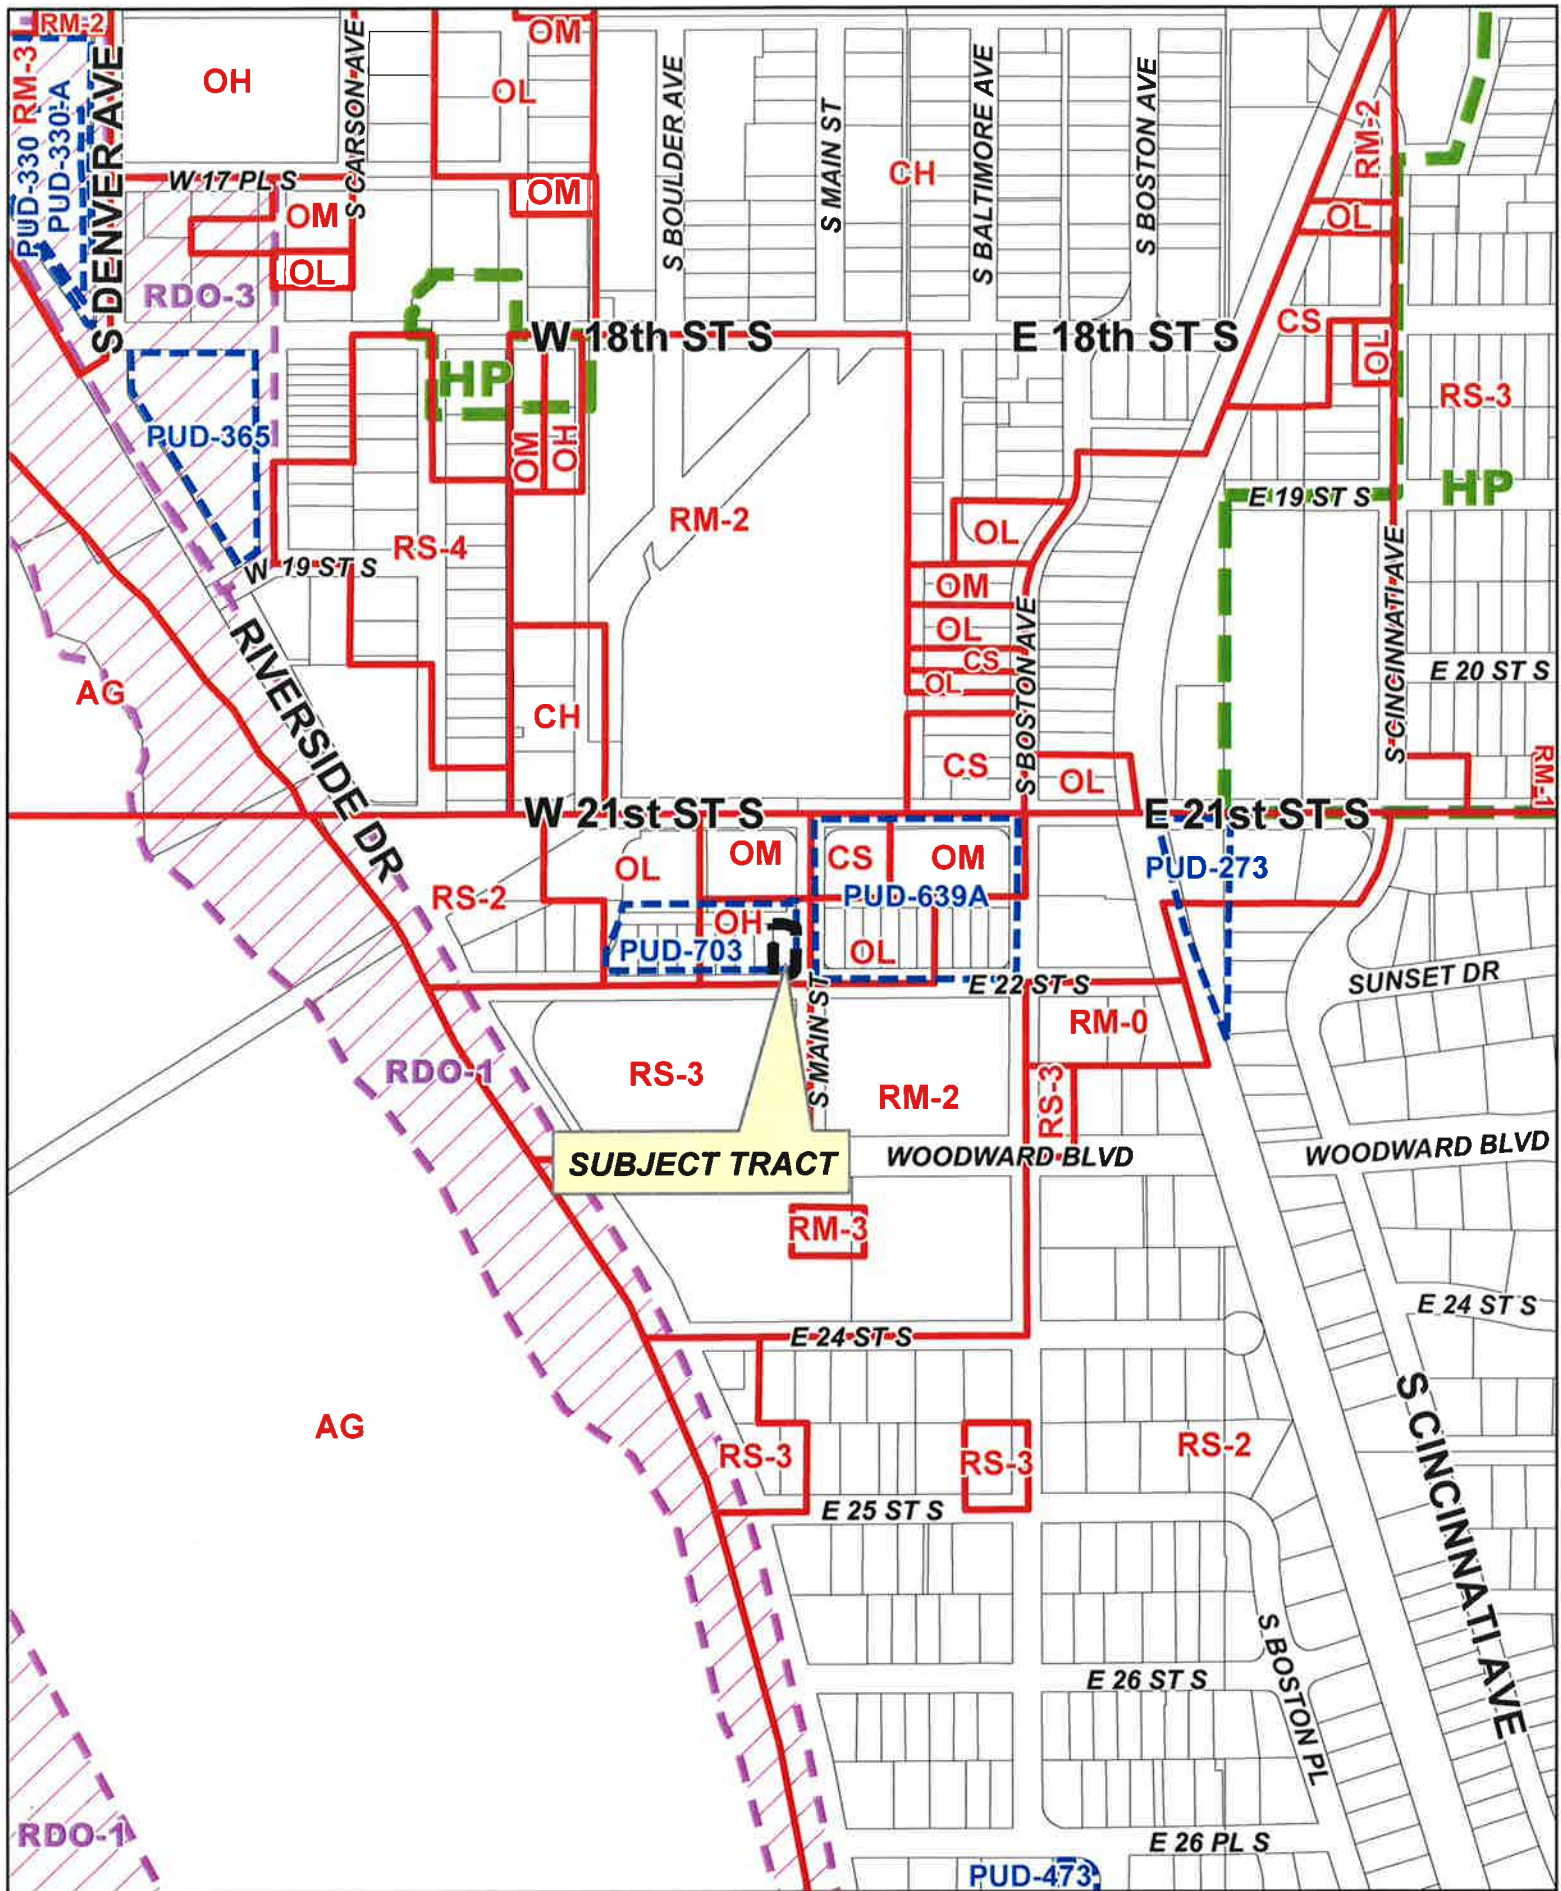 RM-2
OM
RM-3
PUD-330
PUD-330-A
S DENVER AVE
OH
S CARSON AVE
OL
S BOULDER AVE
S MAIN ST
CH
S BALTIMORE AVE
S BOSTON AVE
RM-2
W 17 PL S
OM
OM
OL
OL
RDO-3
W 18th ST S
E 18th ST S
CS
OL
HP
RS-3
PUD-365
OM
OH
RM-2
E 19 ST S
HP
OL
RS-4
W 19 ST S
OM
OL
CS
OL
S BOSTON AVE
S CINCINNATI AVE
E 20 ST S
AG
RIVERSIDE DR
CH
CS
OL
RM-1
W 21st ST S
E 21st ST S
OL
OM
CS
OM
PUD-273
RS-2
PUD-639A
OH
PUD-703
OL
E 22 ST S
SUNSET DR
S MAIN ST
RM-0
RDO-1
RS-3
RM-2
RS-3
SUBJECT TRACT
WOODWARD BLVD
WOODWARD BLVD
RM-3
E 24 ST S
E 24 ST S
AG
RS-3
RS-3
RS-2
S CINCINNATI AVE
E 25 ST S
E 26 ST S
S BOSTON PL
RDO-1
E 26 PL S
PUD-473